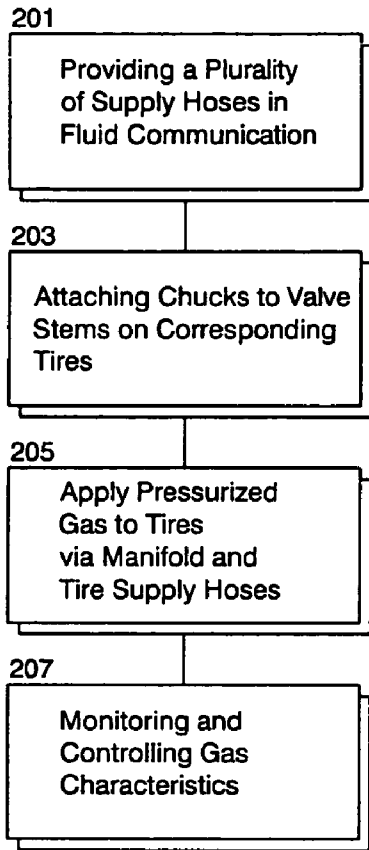 201
Providing a Plurality
of Supply Hoses in
Fluid Communication
203
Attaching Chucks to Valve
Stems on Corresponding
Tires
205
Apply Pressurized
Gas to Tires
via Manifold and
Tire Supply Hoses
207
Monitoring and
Controlling Gas
Characteristics